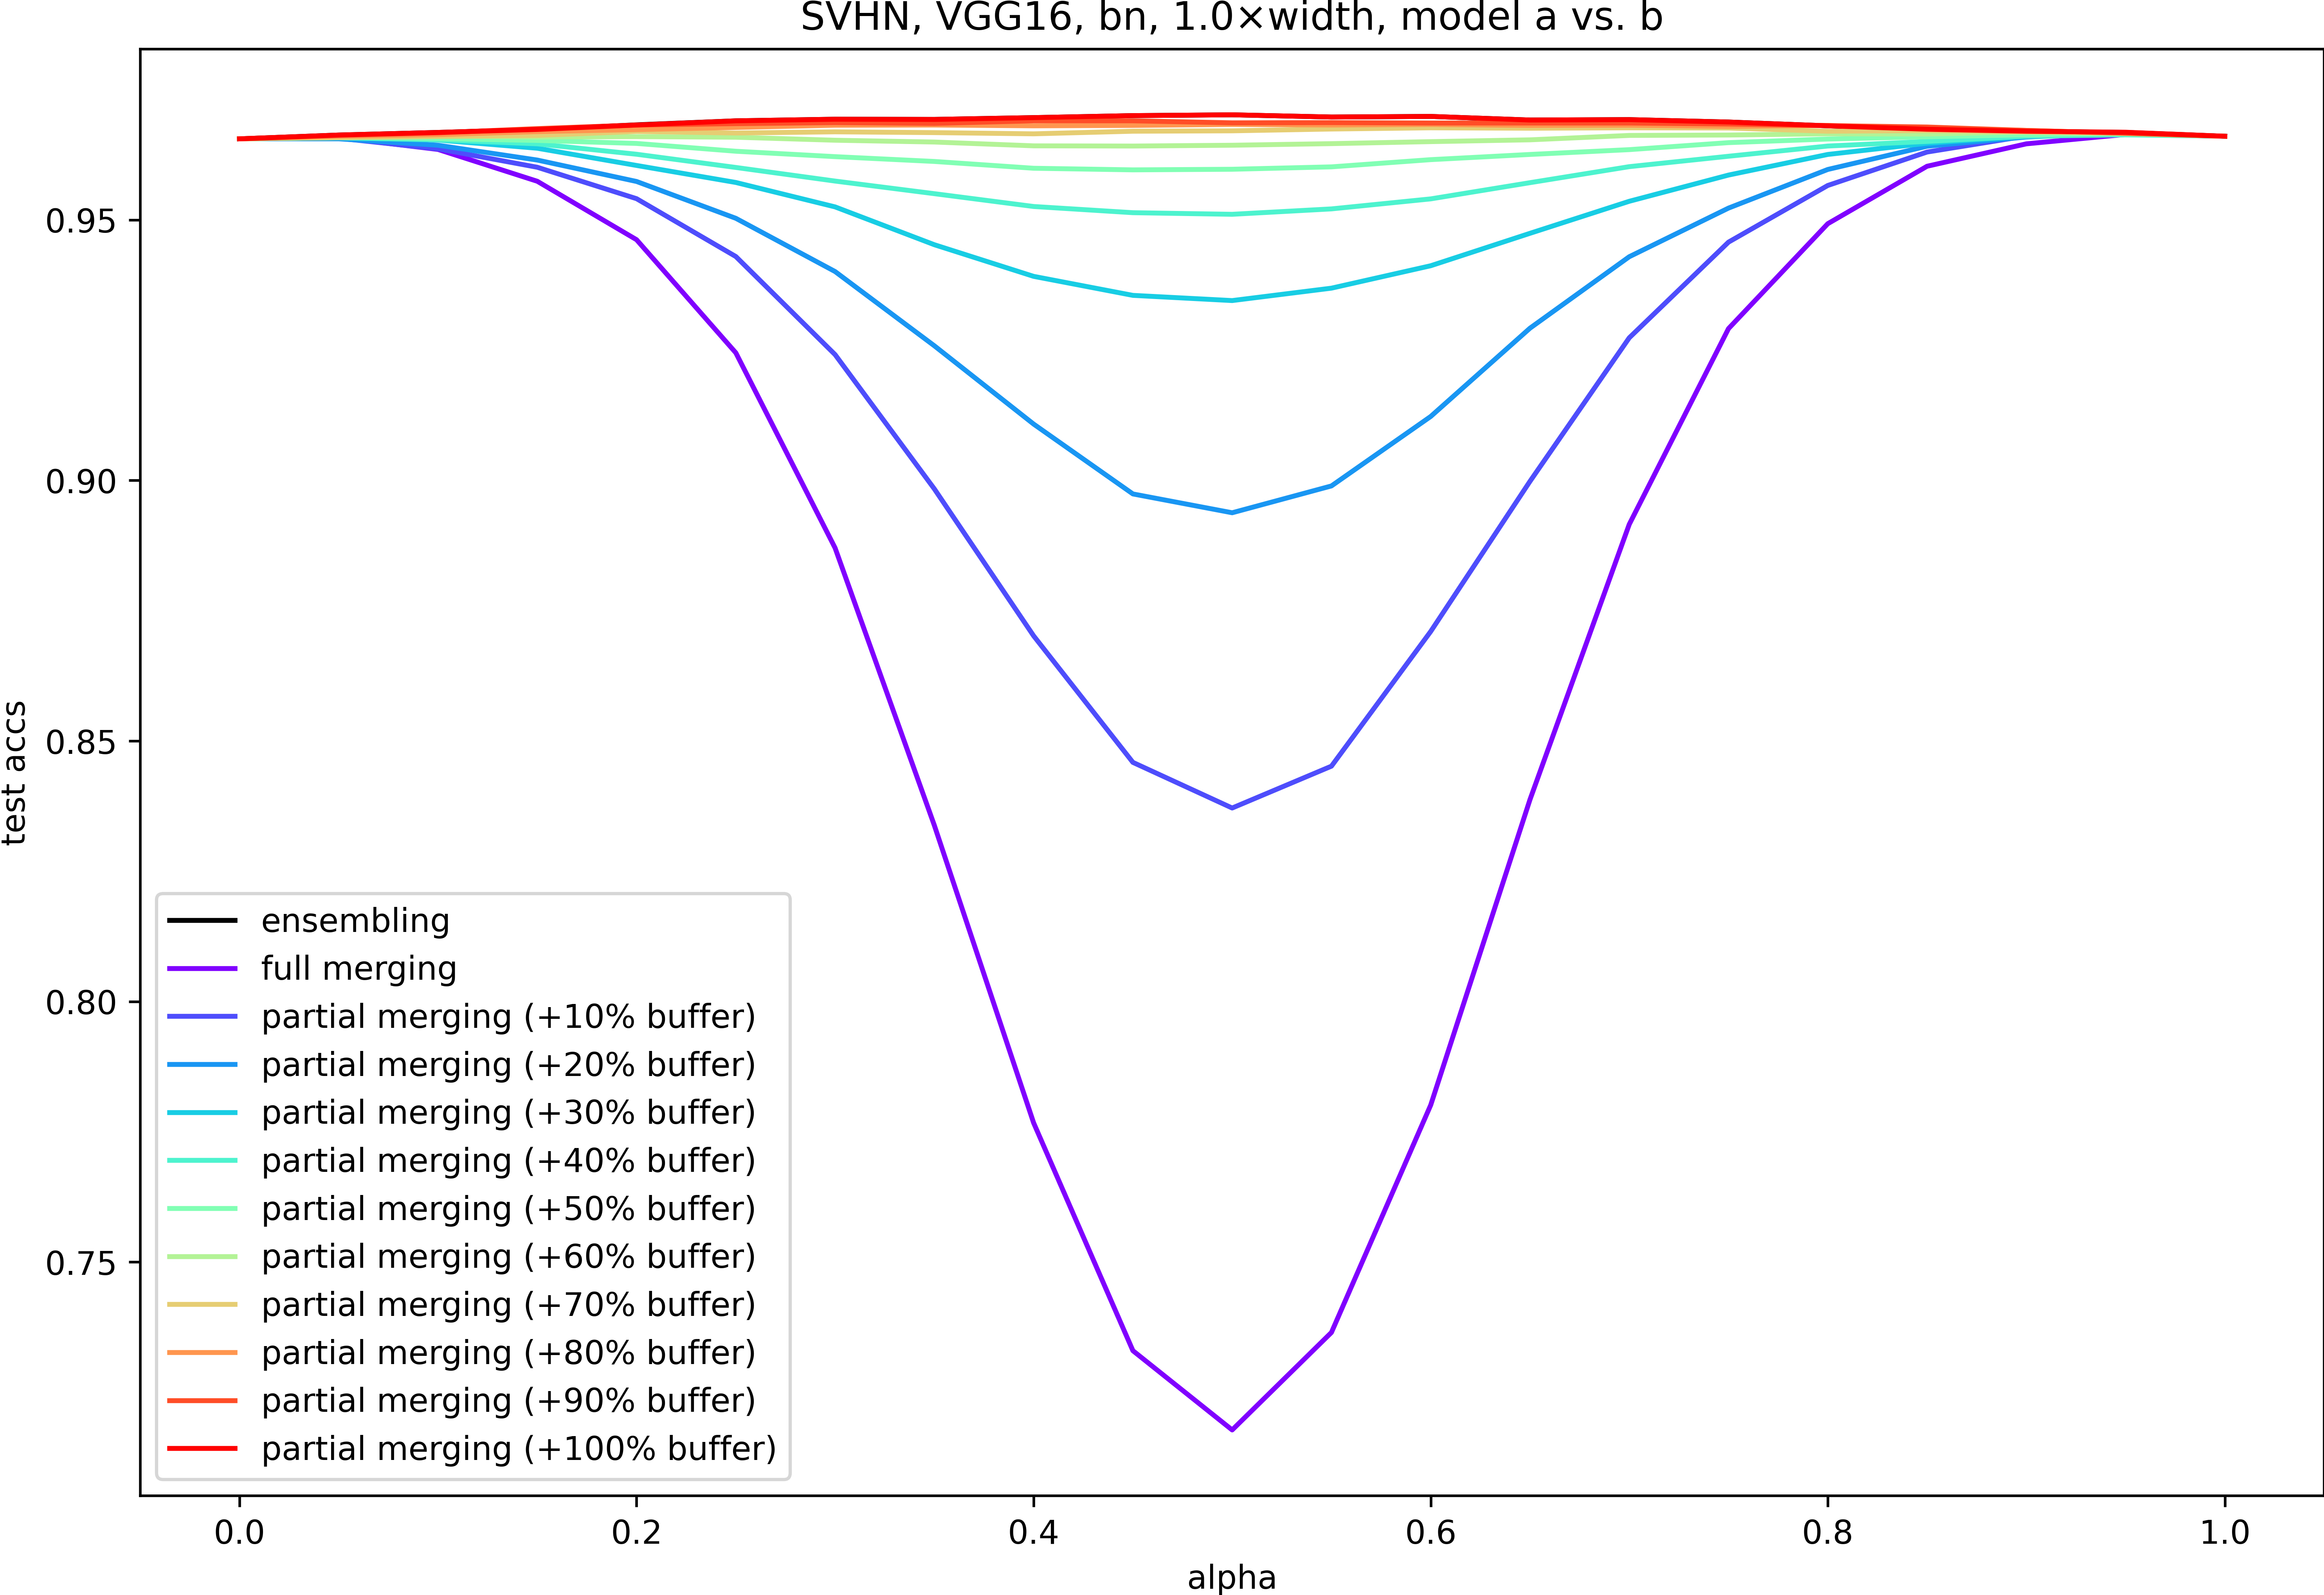 SVHN, VGG16, bn, 1.0×width, model a vs. b
test accs
0.95
0.90
0.85
0.80
0.75
ensembling
full merging
partial merging (+10% buffer)
partial merging (+20% buffer)
partial merging (+30% buffer)
partial merging (+40% buffer)
partial merging (+50% buffer)
partial merging (+60% buffer)
partial merging (+70% buffer)
partial merging (+80% buffer)
partial merging (+90% buffer)
partial merging (+100% buffer)
0.0 0.2 0.4 0.6 0.8 1.0
alpha